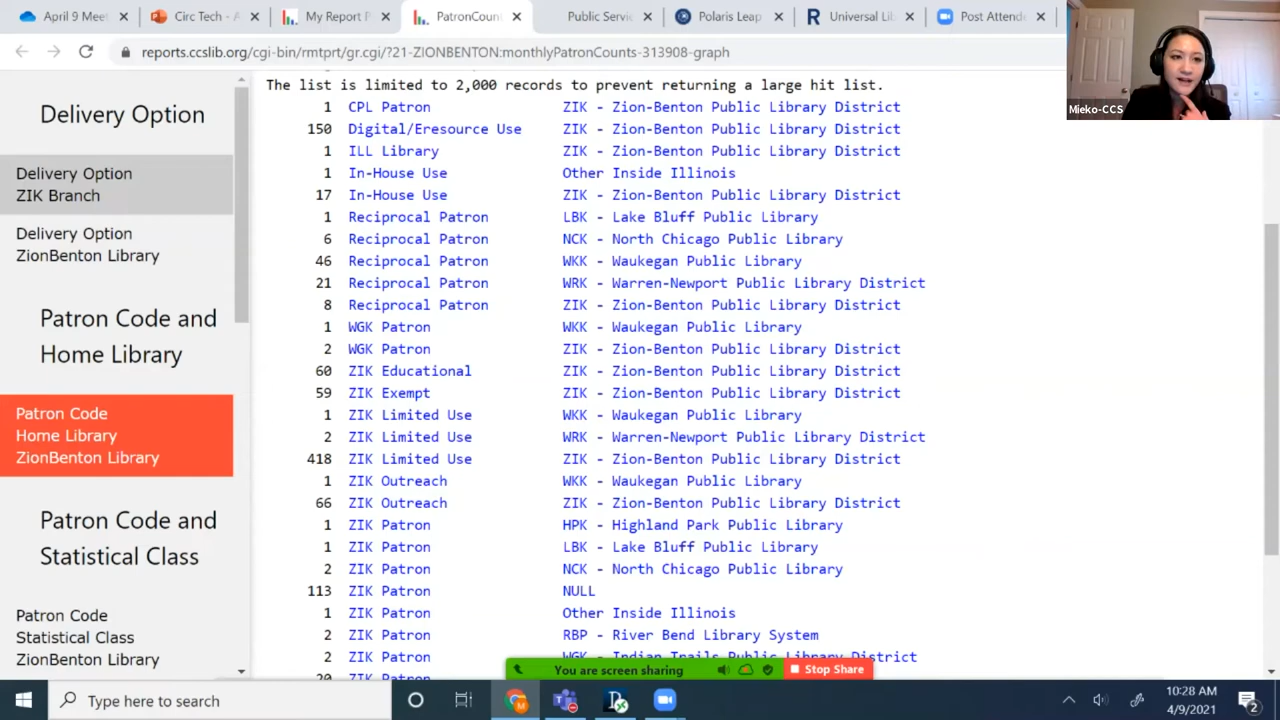 April 9 Meet
Circ Tech - A
My Report P
PatronCoun
Public Servi
Polaris Leap
Universal Li
Post Attende
reports.ccslib.org/cgi-bin/rmtprt/gr.cgi/?21-ZIONBENTON:monthlyPatronCounts-313908-graph
Mieko-CCS
Delivery Option
Delivery Option
ZIK Branch
Delivery Option
ZionBenton Library
Patron Code and
Home Library
Patron Code
Home Library
ZionBenton Library
Patron Code and
Statistical Class
Patron Code
Statistical Class
ZionBenton Library
The list is limited to 2,000 records to prevent returning a large hit list.
1 CPL Patron ZIK - Zion-Benton Public Library District
150 Digital/Eresource Use ZIK - Zion-Benton Public Library District
1 ILL Library ZIK - Zion-Benton Public Library District
1 In-House Use Other Inside Illinois
17 In-House Use ZIK - Zion-Benton Public Library District
1 Reciprocal Patron LBK - Lake Bluff Public Library
6 Reciprocal Patron NCK - North Chicago Public Library
46 Reciprocal Patron WKK - Waukegan Public Library
21 Reciprocal Patron WRK - Warren-Newport Public Library District
8 Reciprocal Patron ZIK - Zion-Benton Public Library District
1 WGK Patron WKK - Waukegan Public Library
2 WGK Patron ZIK - Zion-Benton Public Library District
60 ZIK Educational ZIK - Zion-Benton Public Library District
59 ZIK Exempt ZIK - Zion-Benton Public Library District
1 ZIK Limited Use WKK - Waukegan Public Library
2 ZIK Limited Use WRK - Warren-Newport Public Library District
418 ZIK Limited Use ZIK - Zion-Benton Public Library District
1 ZIK Outreach WKK - Waukegan Public Library
66 ZIK Outreach ZIK - Zion-Benton Public Library District
1 ZIK Patron HPK - Highland Park Public Library
1 ZIK Patron LBK - Lake Bluff Public Library
2 ZIK Patron NCK - North Chicago Public Library
113 ZIK Patron NULL
1 ZIK Patron Other Inside Illinois
2 ZIK Patron RBP - River Bend Library System
2 ZIK Patron WGK - Indian Trails Public Library District
ZIK Patron
You are screen sharing
Stop Share
Type here to search
10:28 AM
4/9/2021
2